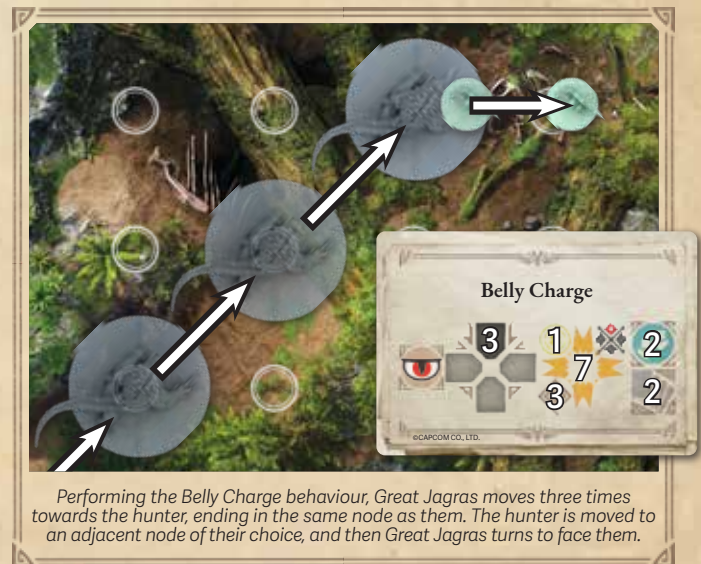 Belly Charge
3
1
2
7
3
2
©CAPCOM CO., LTD.
Performing the Belly Charge behaviour, Great Jagras moves three times
towards the hunter, ending in the same node as them. The hunter is moved to
an adjacent node of their choice, and then Great Jagras turns to face them.